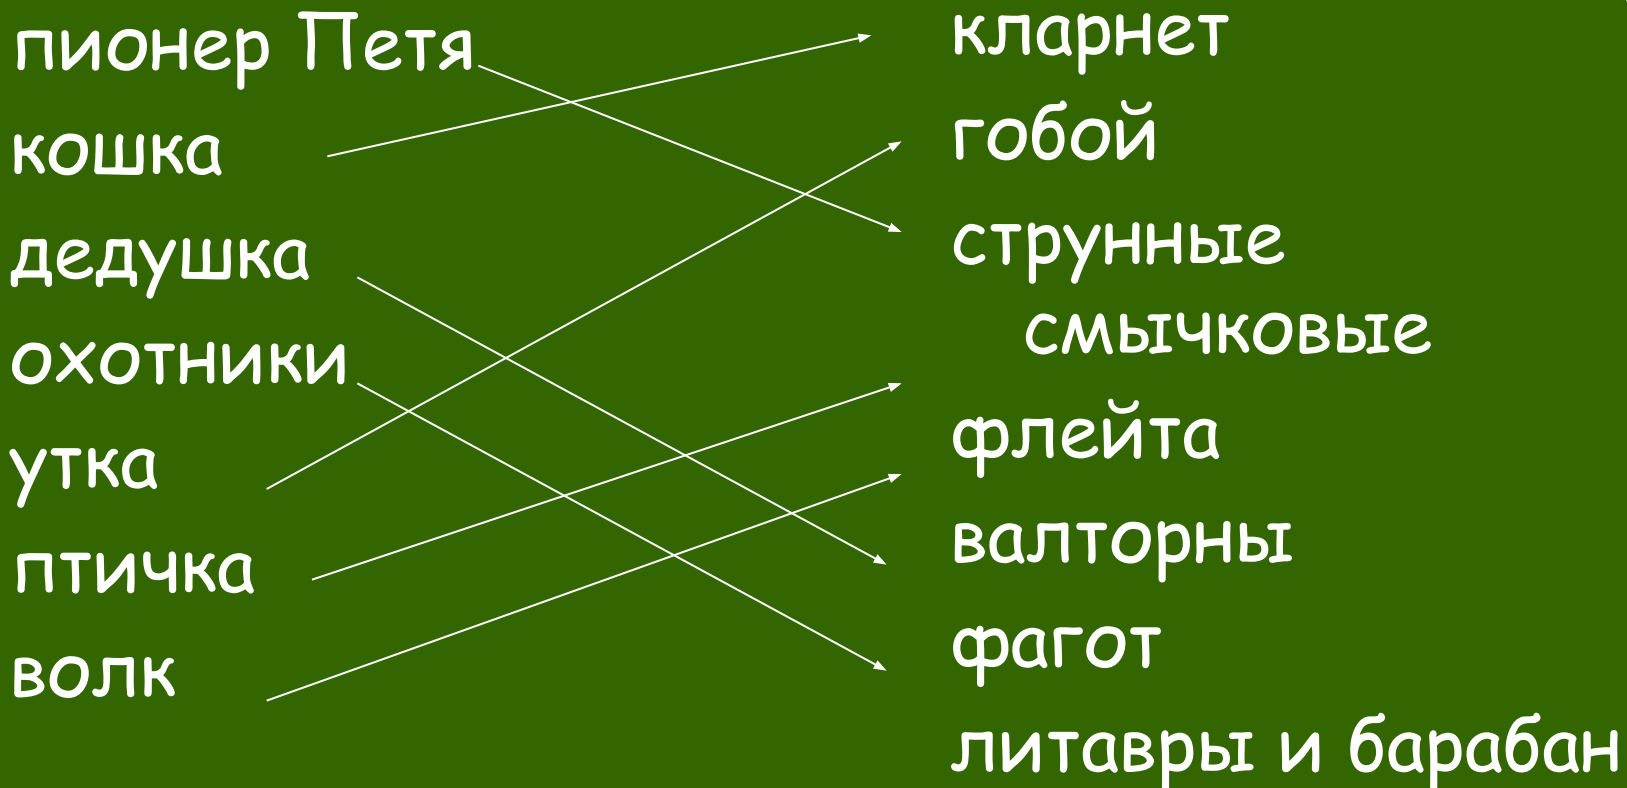 пионер Петя
кошка
дедушка
охотники
утка
птичка
волк
кларнет
гобой
струнные
смычковые
флейта
валторны
фагот
литавры и барабан